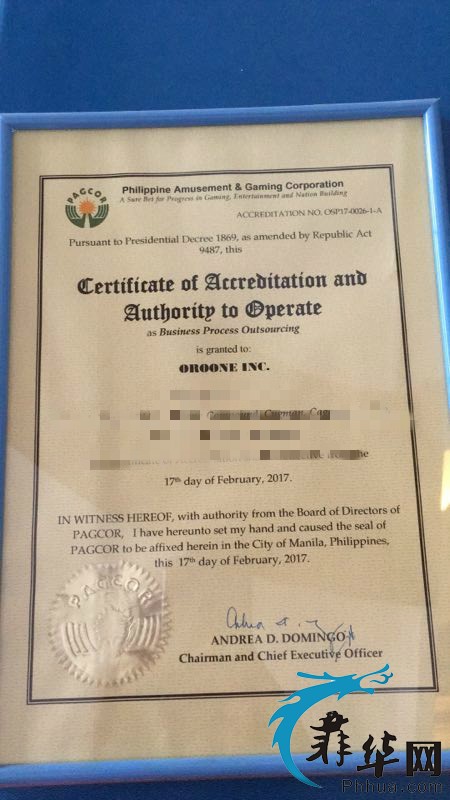 PAGCOR
Philippine Amusement & Gaming Corporation
A Sure Bet for Progress in Gaming, Entertainment and Nation Building
ACCREDITATION NO. OSP17-0026-1-A
Pursuant to Presidential Decree 1869, as amended by Republic Act
9487, this
Certificate of Accreditation and
Authority to Operate
as Business Process Outsourcing
is granted to:
OROONE INC.
17th day of February, 2017.
IN WITNESS HEREOF, with authority from the Board of Directors of
PAGCOR, I have hereunto set my hand and caused the seal of
PAGCOR to be affixed herein in the City of Manila, Philippines,
this 17th day of February, 2017.
PAGCOR
ANDREA D. DOMINGO
Chairman and Chief Executive Officer
菲华网
Phhua.com